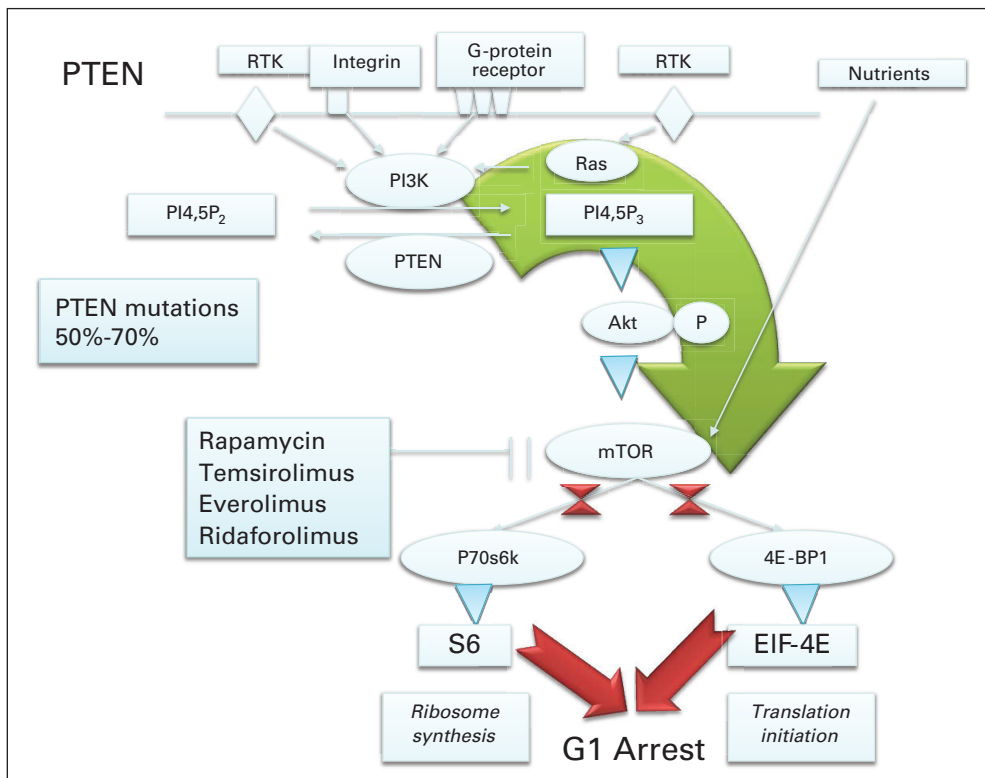 PTEN
RTK
Integrin
G-protein
receptor
RTK
Nutrients
PI3K
Ras
PI4,5P₂
PI4,5P₃
PTEN
PTEN mutations
50%-70%
Akt
P
Rapamycin
Temsirolimus
Everolimus
Ridaforolimus
mTOR
P70s6k
4E-BP1
S6
EIF-4E
Ribosome
synthesis
Translation
initiation
G1 Arrest